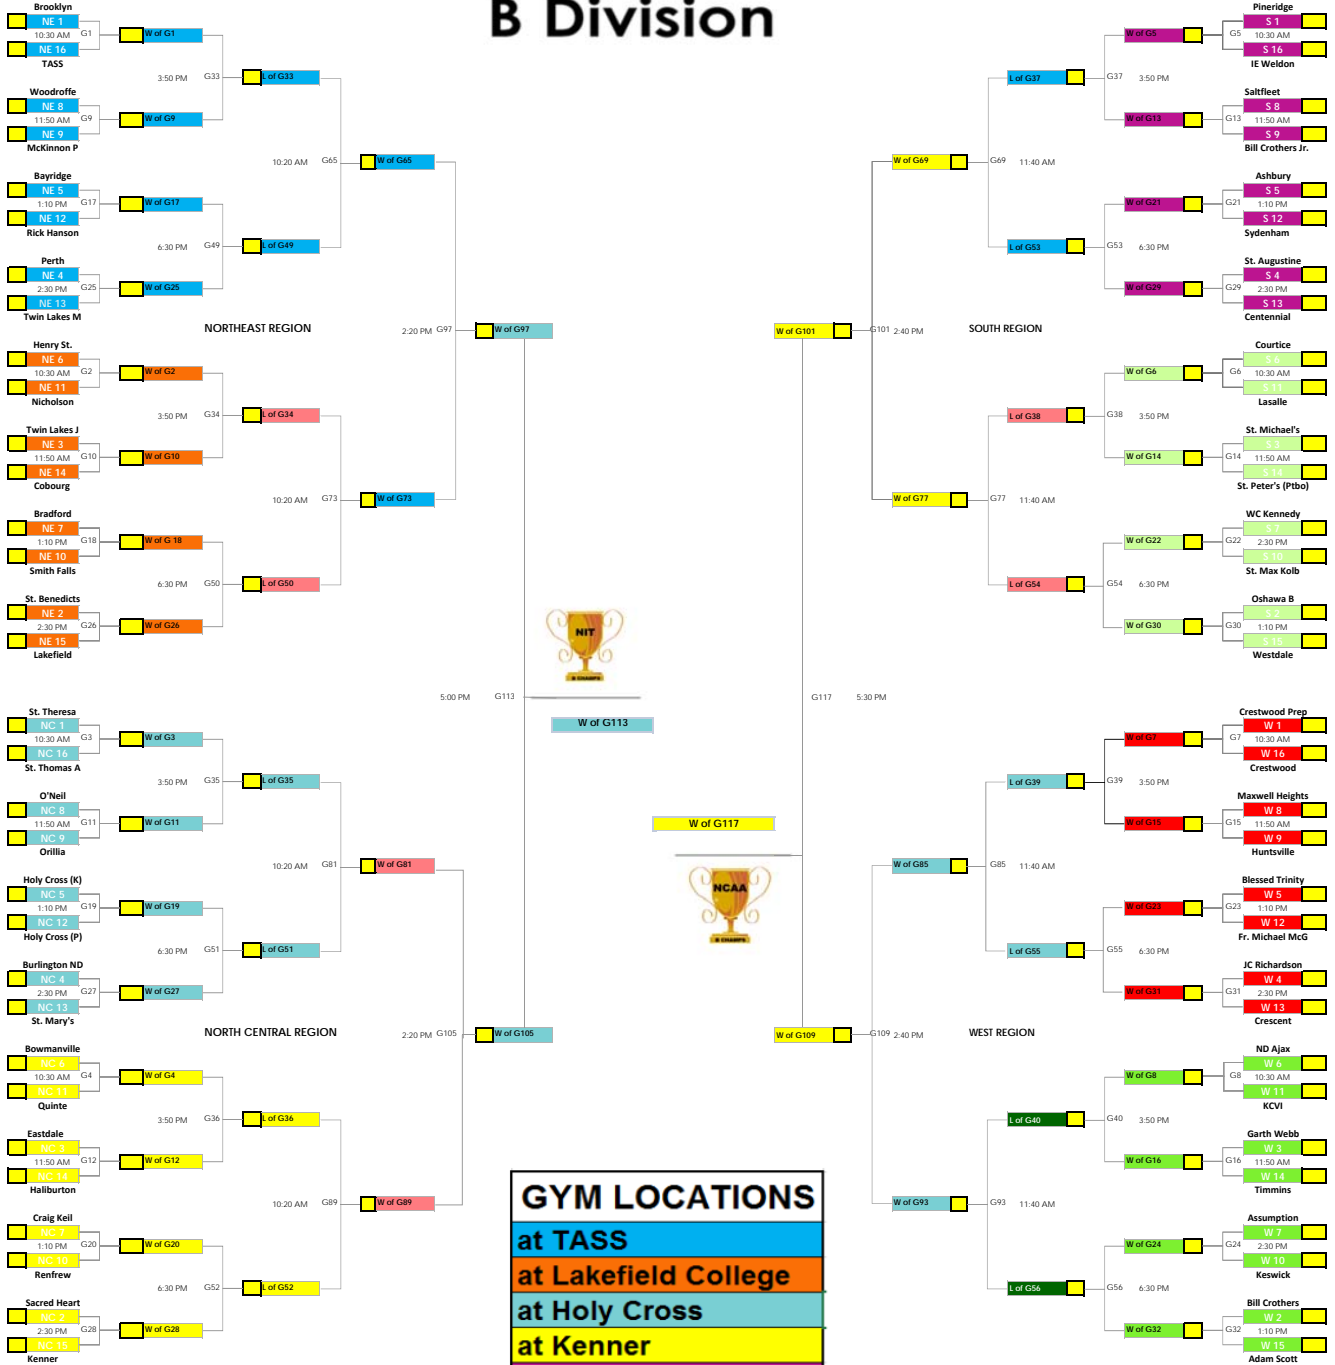 B Division
Brooklyn
NE 1
10:30 AM G1
NE 16
TASS
W of G1
3:50 PM G33
L of G33
Woodroffe
NE 8
11:50 AM G9
NE 9
McKinnon P
W of G9
10:20 AM G65
W of G65
Bayridge
NE 5
1:10 PM G17
NE 12
Rick Hanson
W of G17
6:30 PM G49
L of G49
Perth
NE 4
2:30 PM G25
NE 13
Twin Lakes M
W of G25
NORTHEAST REGION
2:20 PM G97
W of G97
Henry St.
NE 6
10:30 AM G2
NE 11
Nicholson
W of G2
3:50 PM G34
L of G34
Twin Lakes J
NE 3
11:50 AM G10
NE 14
Cobourg
W of G10
10:20 AM G73
W of G73
Bradford
NE 7
1:10 PM G18
NE 10
Smith Falls
W of G 18
6:30 PM G50
L of G50
St. Benedicts
NE 2
2:30 PM G26
NE 15
Lakefield
W of G26
NIT
B CHAMPS
5:00 PM G113
W of G113
St. Theresa
NC 1
10:30 AM G3
NC 16
St. Thomas A
W of G3
3:50 PM G35
L of G35
O'Neil
NC 8
11:50 AM G11
NC 9
Orillia
W of G11
10:20 AM G81
W of G81
Holy Cross (K)
NC 5
1:10 PM G19
NC 12
Holy Cross (P)
W of G19
6:30 PM G51
L of G51
Burlington ND
NC 4
2:30 PM G27
NC 13
St. Mary's
W of G27
NORTH CENTRAL REGION
2:20 PM G105
W of G105
Bowmanville
NC 6
10:30 AM G4
NC 11
Quinte
W of G4
3:50 PM G36
L of G36
Eastdale
NC 3
11:50 AM G12
NC 14
Haliburton
W of G12
10:20 AM G89
W of G89
Craig Keil
NC 7
1:10 PM G20
NC 10
Renfrew
W of G20
6:30 PM G52
L of G52
Sacred Heart
NC 2
2:30 PM G28
NC 15
Kenner
W of G28
Pineridge
S 1
G5 10:30 AM
S 16
IE Weldon
W of G5
G37 3:50 PM
L of G37
Saltfleet
S 8
G13 11:50 AM
S 9
Bill Crothers Jr.
W of G13
G69 11:40 AM
W of G69
Ashbury
S 5
G21 1:10 PM
S 12
Sydenham
W of G21
G53 6:30 PM
L of G53
St. Augustine
S 4
G29 2:30 PM
S 13
Centennial
W of G29
SOUTH REGION
G101 2:40 PM
W of G101
Courtice
S 6
G6 10:30 AM
S 11
Lasalle
W of G6
G38 3:50 PM
L of G38
St. Michael's
S 3
G14 11:50 AM
S 14
St. Peter's (Ptbo)
W of G14
G77 11:40 AM
W of G77
WC Kennedy
S 7
G22 2:30 PM
S 10
St. Max Kolb
W of G22
G54 6:30 PM
L of G54
Oshawa B
S 2
G30 1:10 PM
S 15
Westdale
W of G30
G117 5:30 PM
W of G117
NCAA
B CHAMPS
Crestwood Prep
W 1
G7 10:30 AM
W 16
Crestwood
W of G7
G39 3:50 PM
L of G39
Maxwell Heights
W 8
G15 11:50 AM
W 9
Huntsville
W of G15
G85 11:40 AM
W of G85
Blessed Trinity
W 5
G23 1:10 PM
W 12
Fr. Michael McG
W of G23
G55 6:30 PM
L of G55
JC Richardson
W 4
G31 2:30 PM
W 13
Crescent
W of G31
WEST REGION
G109 2:40 PM
W of G109
ND Ajax
W 6
G8 10:30 AM
W 11
KCVI
W of G8
G40 3:50 PM
L of G40
Garth Webb
W 3
G16 11:50 AM
W 14
Timmins
W of G16
G93 11:40 AM
W of G93
Assumption
W 7
G24 2:30 PM
W 10
Keswick
W of G24
G56 6:30 PM
L of G56
Bill Crothers
W 2
G32 1:10 PM
W 15
Adam Scott
W of G32
GYM LOCATIONS
at TASS
at Lakefield College
at Holy Cross
at Kenner